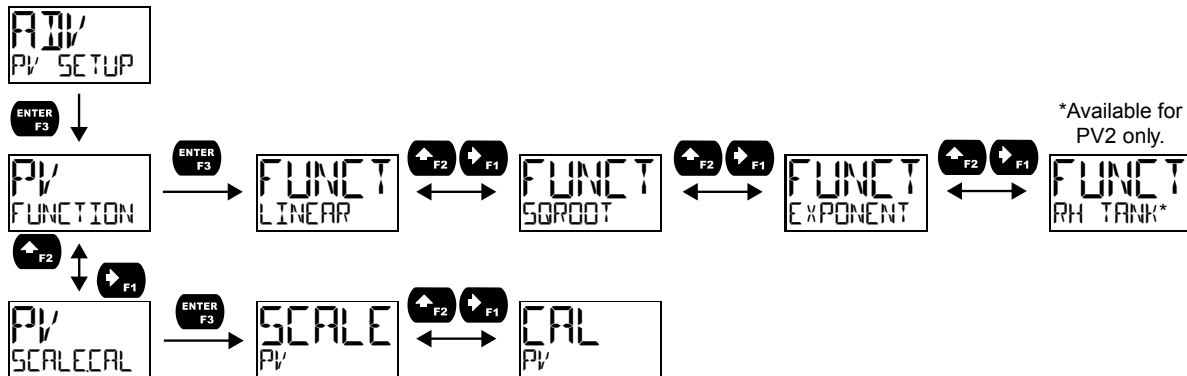 ADV
PV SETUP
ENTER
F3
*Available for
PV2 only.
PV
FUNCTION
ENTER
F3
FUNCT
LINEAR
F2
F1
FUNCT
SQROOT
F2
F1
FUNCT
EXPONENT
F2
F1
FUNCT
RH TANK*
F2
F1
PV
SCALE.CAL
ENTER
F3
SCALE
PV
F2
F1
CAL
PV